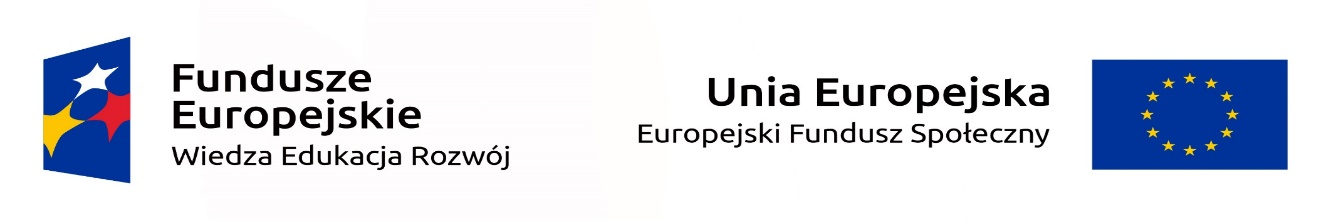 Fundusze
Europejskie
Wiedza Edukacja Rozwój
Unia Europejska
Europejski Fundusz Społeczny